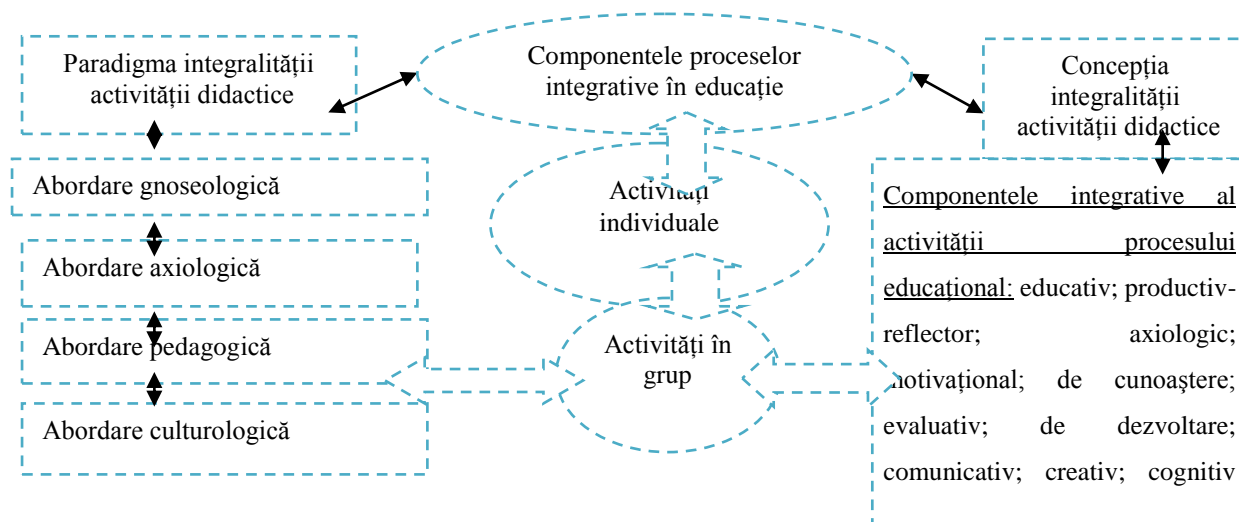 Paradigma integralității
activității didactice
Componentele proceselor
integrative în educație
Concepția
integralității
activității didactice
Abordare gnoseologică
Abordare axiologică
Abordare pedagogică
Abordare culturologică
Activități
individuale
Activități în
grup
Componentele integrative al
activității procesului
educațional: educativ; productiv-
reflector; axiologic;
motivațional; de cunoaștere;
evaluativ; de dezvoltare;
comunicativ; creativ; cognitiv